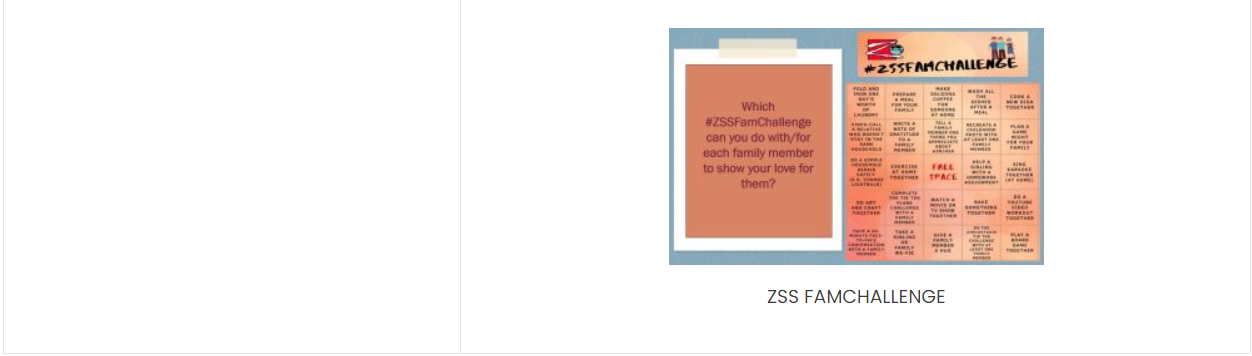 Which
#ZSSFamChallenge
can you do with/for
each family member
to show your love for
them?
#ZSSFAMCHALLENGE
FOLD AND
IRON ONE
DAY'S
WORTH
OF
LAUNDRY
PREPARE
A MEAL
FOR YOUR
FAMILY
MAKE
DALGONA
COFFEE
FOR
SOMEONE
AT HOME
WASH ALL
THE
DISHES
AFTER A
MEAL
COOK A
NEW DISH
TOGETHER
VIDEO-CALL
A RELATIVE
WHO DOESN'T
STAY IN THE
SAME
HOUSEHOLD
WRITE A
NOTE OF
GRATITUDE
TO A
FAMILY
MEMBER
TELL A
FAMILY
MEMBER ONE
THING YOU
APPRECIATE
ABOUT
HIM/HER
RECREATE A
CHILDHOOD
PHOTO WITH
AT LEAST ONE
FAMILY
MEMBER
PLAN A
GAME
NIGHT
FOR YOUR
FAMILY
DO A SIMPLE
HOUSEHOLD
REPAIR
SAFELY
(E.G. CHANGE
LIGHTBULB)
EXERCISE
AT HOME
TOGETHER
FREE
SPACE
HELP A
SIBLING
WITH A
HOMEWORK
ASSIGNMENT
SING
KARAOKE
TOGETHER
(AT HOME)
DO ART
AND CRAFT
TOGETHER
COMPLETE
THE TIK TOK
PLANK
CHALLENGE
WITH A
FAMILY
MEMBER
WATCH A
MOVIE OR
TV SHOW
TOGETHER
BAKE
SOMETHING
TOGETHER
DO A
YOUTUBE
VIDEO
WORKOUT
TOGETHER
HAVE A 30
MINUTE FACE-
TO-FACE
CONVERSATION
WITH A FAMILY
MEMBER
TAKE A
SIBLING
OR
FAMILY
WE-FIE
GIVE A
FAMILY
MEMBER
A HUG
DO THE
TIK TOK
CHALLENGE
WITH AT
LEAST ONE
FAMILY
MEMBER
PLAY A
BOARD
GAME
TOGETHER
ZSS FAMCHALLENGE